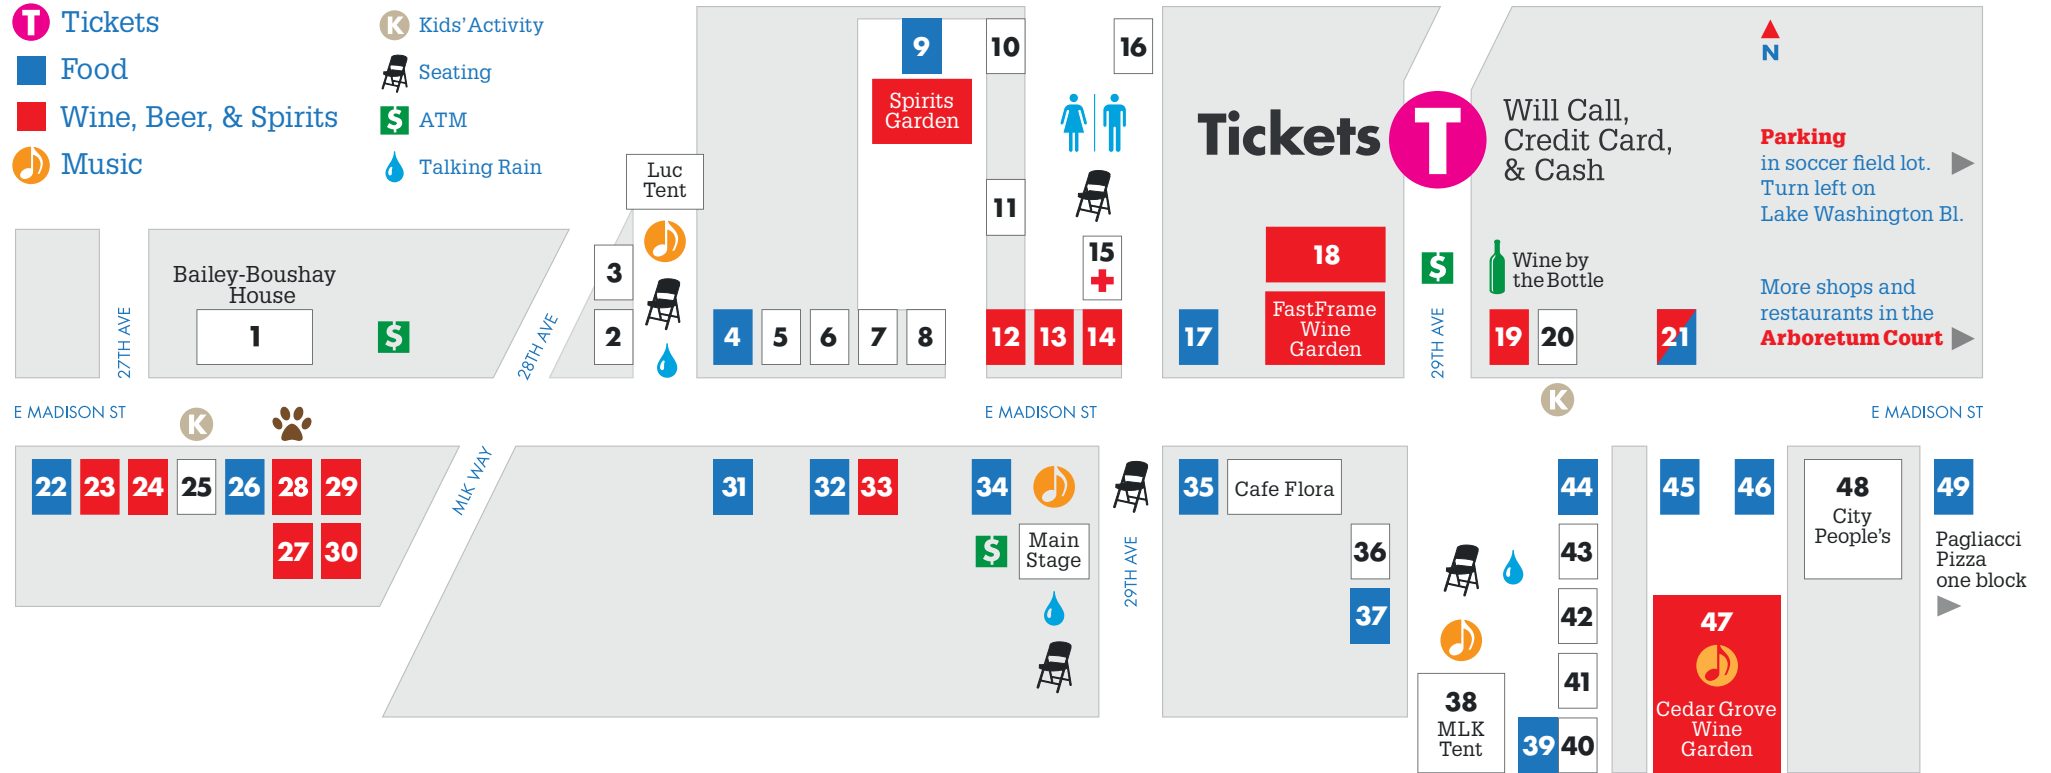 T Tickets
Food
Wine, Beer, & Spirits
Music
K Kids' Activity
Seating
$ ATM
Talking Rain
Luc
Tent
9
10
16
Spirits
Garden
11
15
Tickets
T
Will Call,
Credit Card,
& Cash
N
Parking
in soccer field lot.
Turn left on
Lake Washington Bl.
More shops and
restaurants in the
Arboretum Court
Bailey-Boushay
House
1
$
27TH AVE
28TH AVE
3
2
4
5
6
7
8
12
13
14
17
18
FastFrame
Wine
Garden
$
29TH AVE
Wine by
the Bottle
19
20
21
E MADISON ST
E MADISON ST
E MADISON ST
K
K
22
23
24
25
26
28
29
27
30
MLK WAY
31
32
33
34
$
Main
Stage
29TH AVE
35
Cafe Flora
36
37
38
MLK
Tent
44
43
42
41
39
40
45
46
47
Cedar Grove
Wine
Garden
48
City
People's
49
Pagliacci
Pizza
one block